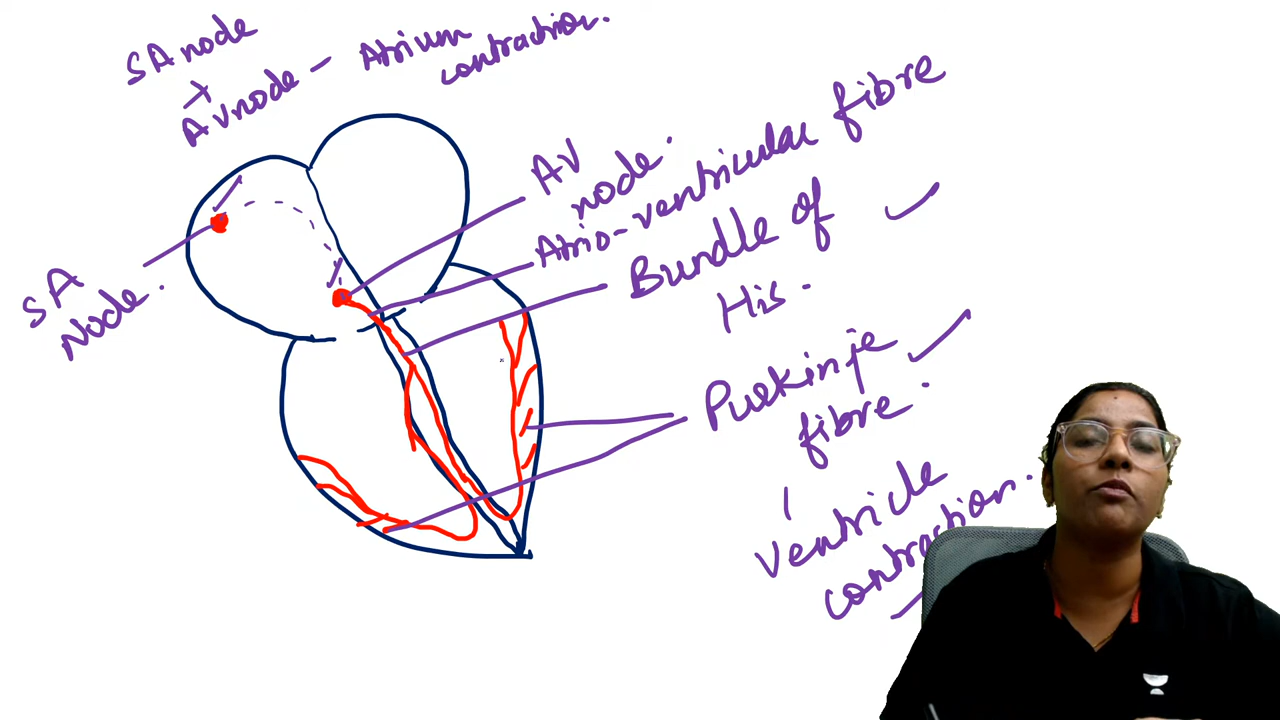 SA node
AV node - Atrium
contraction.
AV
node.
Atrio-ventricular fibre
Bundle of
His.
SA
Node.
Purkinje
fibre.
Ventricle
contraction.